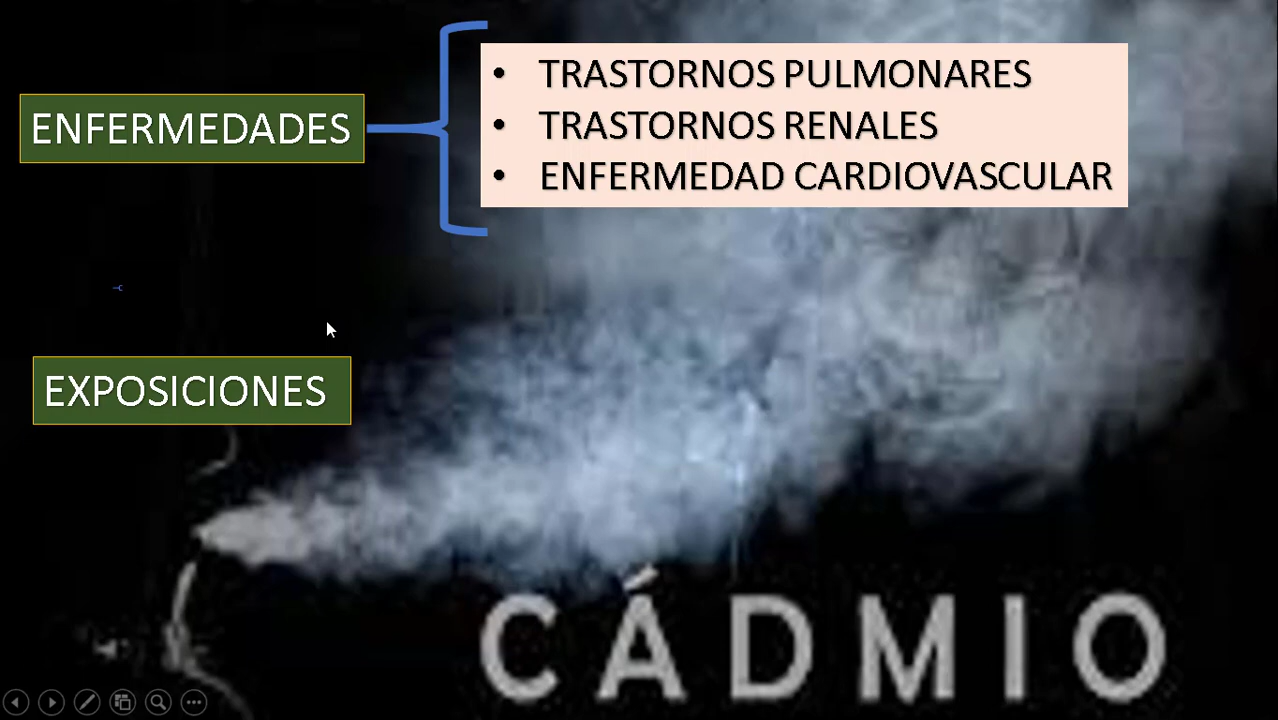 ENFERMEDADES
• TRASTORNOS PULMONARES
• TRASTORNOS RENALES
• ENFERMEDAD CARDIOVASCULAR
EXPOSICIONES
CÁDMIO